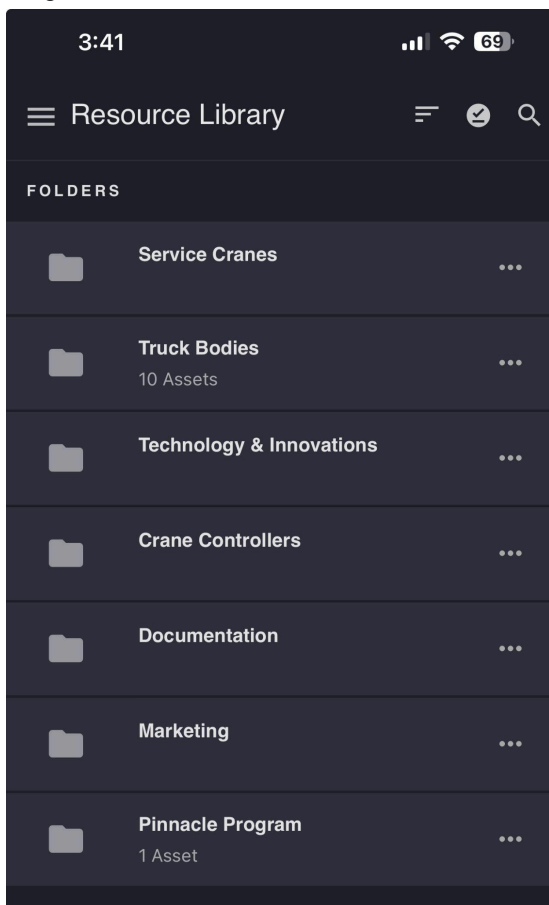 3:41
69
Resource Library
FOLDERS
Service Cranes
Truck Bodies
10 Assets
Technology & Innovations
Crane Controllers
Documentation
Marketing
Pinnacle Program
1 Asset